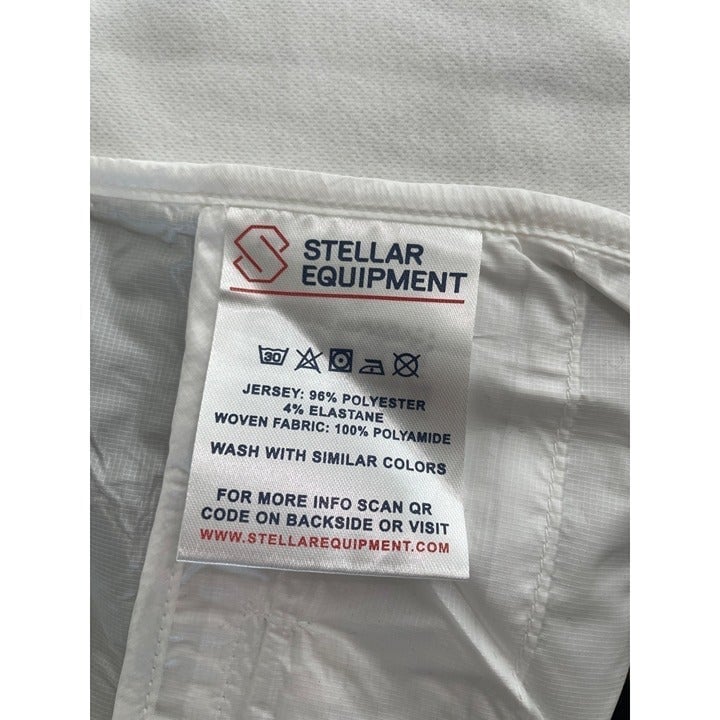 STELLAR
EQUIPMENT
30
JERSEY: 96% POLYESTER
4% ELASTANE
WOVEN FABRIC: 100% POLYAMIDE
WASH WITH SIMILAR COLORS
FOR MORE INFO SCAN QR
CODE ON BACKSIDE OR VISIT
WWW.STELLAREQUIPMENT.COM